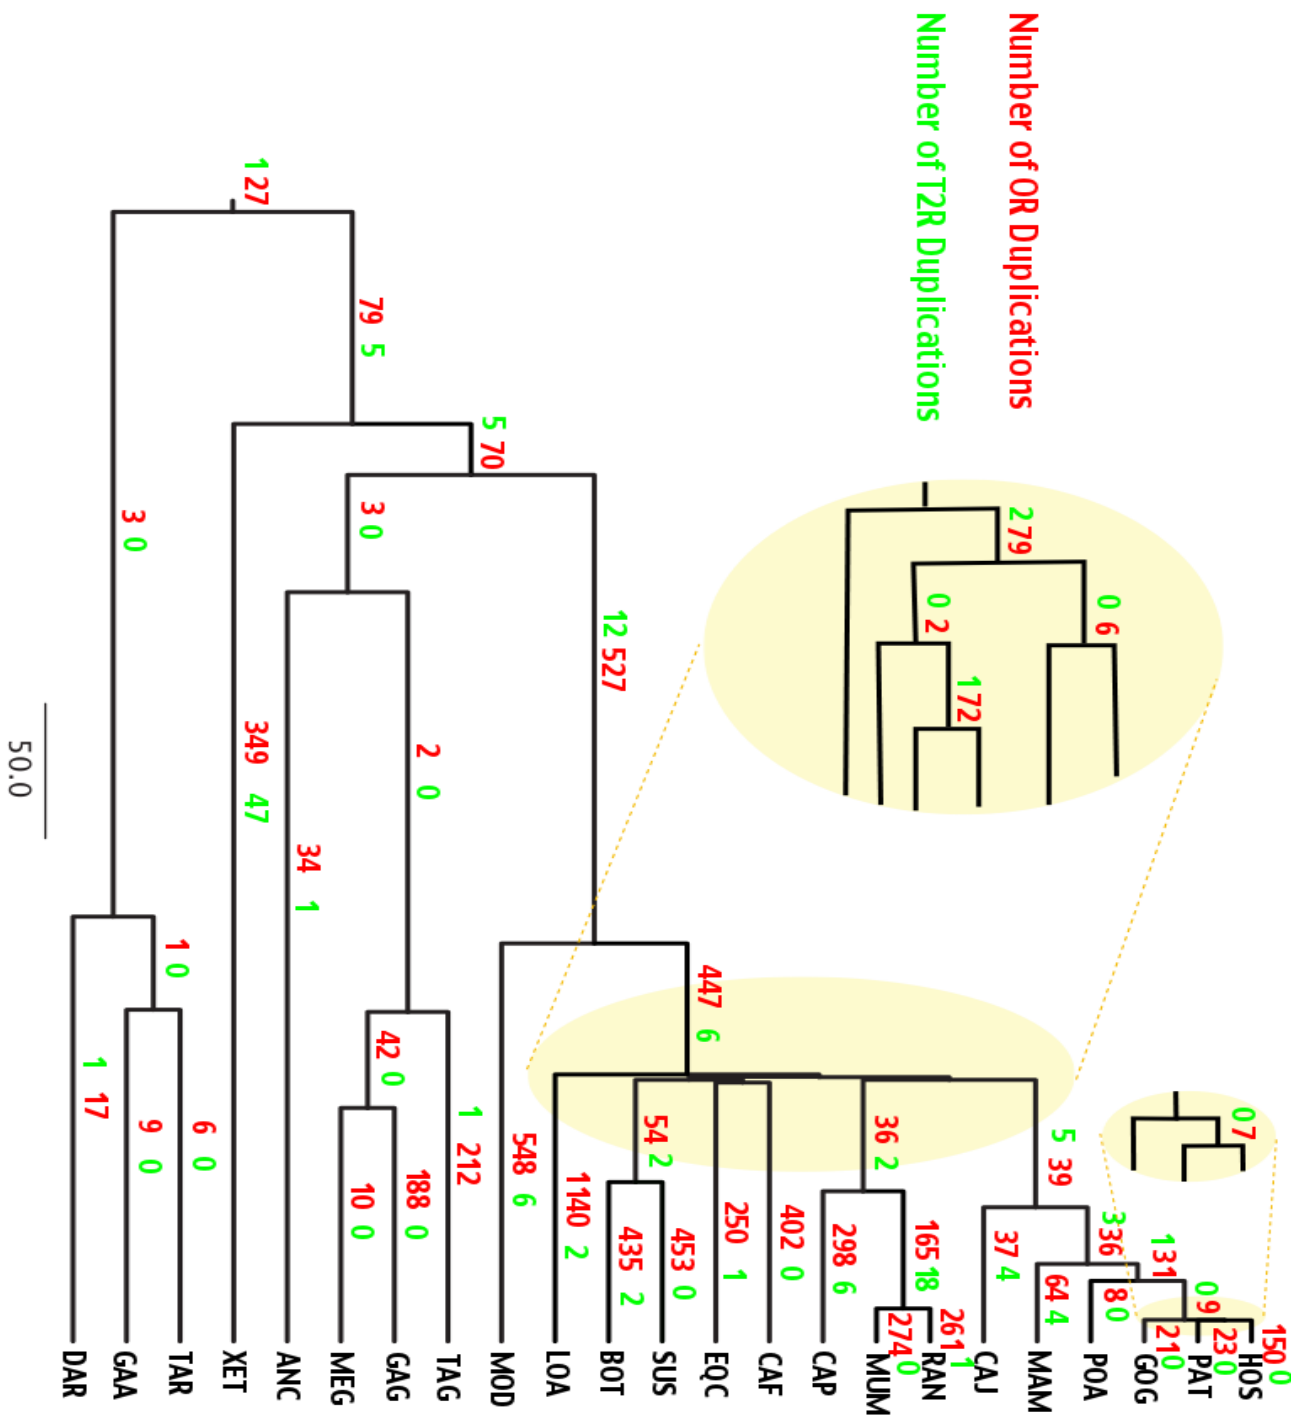 150 0
HOS
0 7
23 0
0 9
PAT
21 0
1 31
GOG
8 0
3 36
0 6
POA
5 39
64 4
MAM
Number of OR Duplications
2 79
37 4
CAJ
1 72
261 1
0 2
RAN
Number of T2R Duplications
165 18
274 0
36 2
MUM
298 6
CAP
402 0
CAF
250 1
EQC
447 6
453 0
SUS
54 2
435 2
12 527
BOT
1140 2
LOA
548 6
MOD
5 70
1 212
TAG
2 0
188 0
GAG
42 0
3 0
79 5
10 0
MEG
34 1
ANC
1 27
349 47
XET
6 0
TAR
1 0
9 0
3 0
GAA
1 17
DAR
50.0